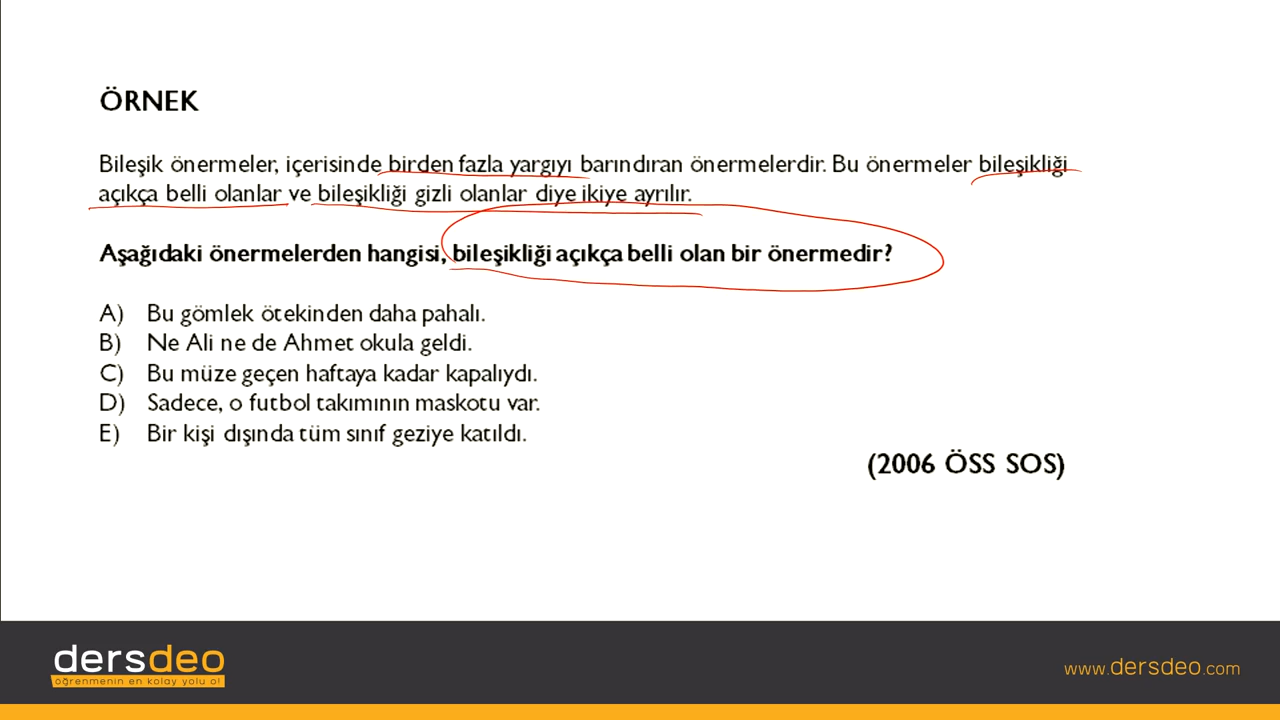 ÖRNEK
Bileşik önermeler, içerisinde birden fazla yargıyı barındıran önermelerdir. Bu önermeler bileşikliği
açıkça belli olanlar ve bileşikliği gizli olanlar diye ikiye ayrılır.
Aşağıdaki önermelerden hangisi, bileşikliği açıkça belli olan bir önermedir?
A) Bu gömlek ötekinden daha pahalı.
B) Ne Ali ne de Ahmet okula geldi.
C) Bu müze geçen haftaya kadar kapalıydı.
D) Sadece, o futbol takımının maskotu var.
E) Bir kişi dışında tüm sınıf geziye katıldı.
(2006 ÖSS SOS)
dersdeo
öğrenmenin en kolay yolu o!
www.dersdeo.com